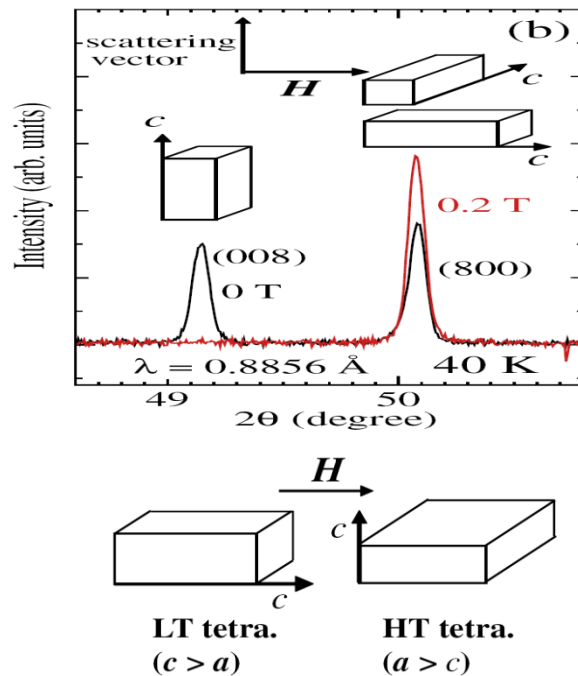 (b)
scattering
vector
H
c
c
c
Intensity (arb. units)
0.2 T
(008)
0 T
(800)
λ = 0.8856 Å
40 K
49
50
2θ (degree)
H
c
c
LT tetra.
HT tetra.
(c > a)
(a > c)